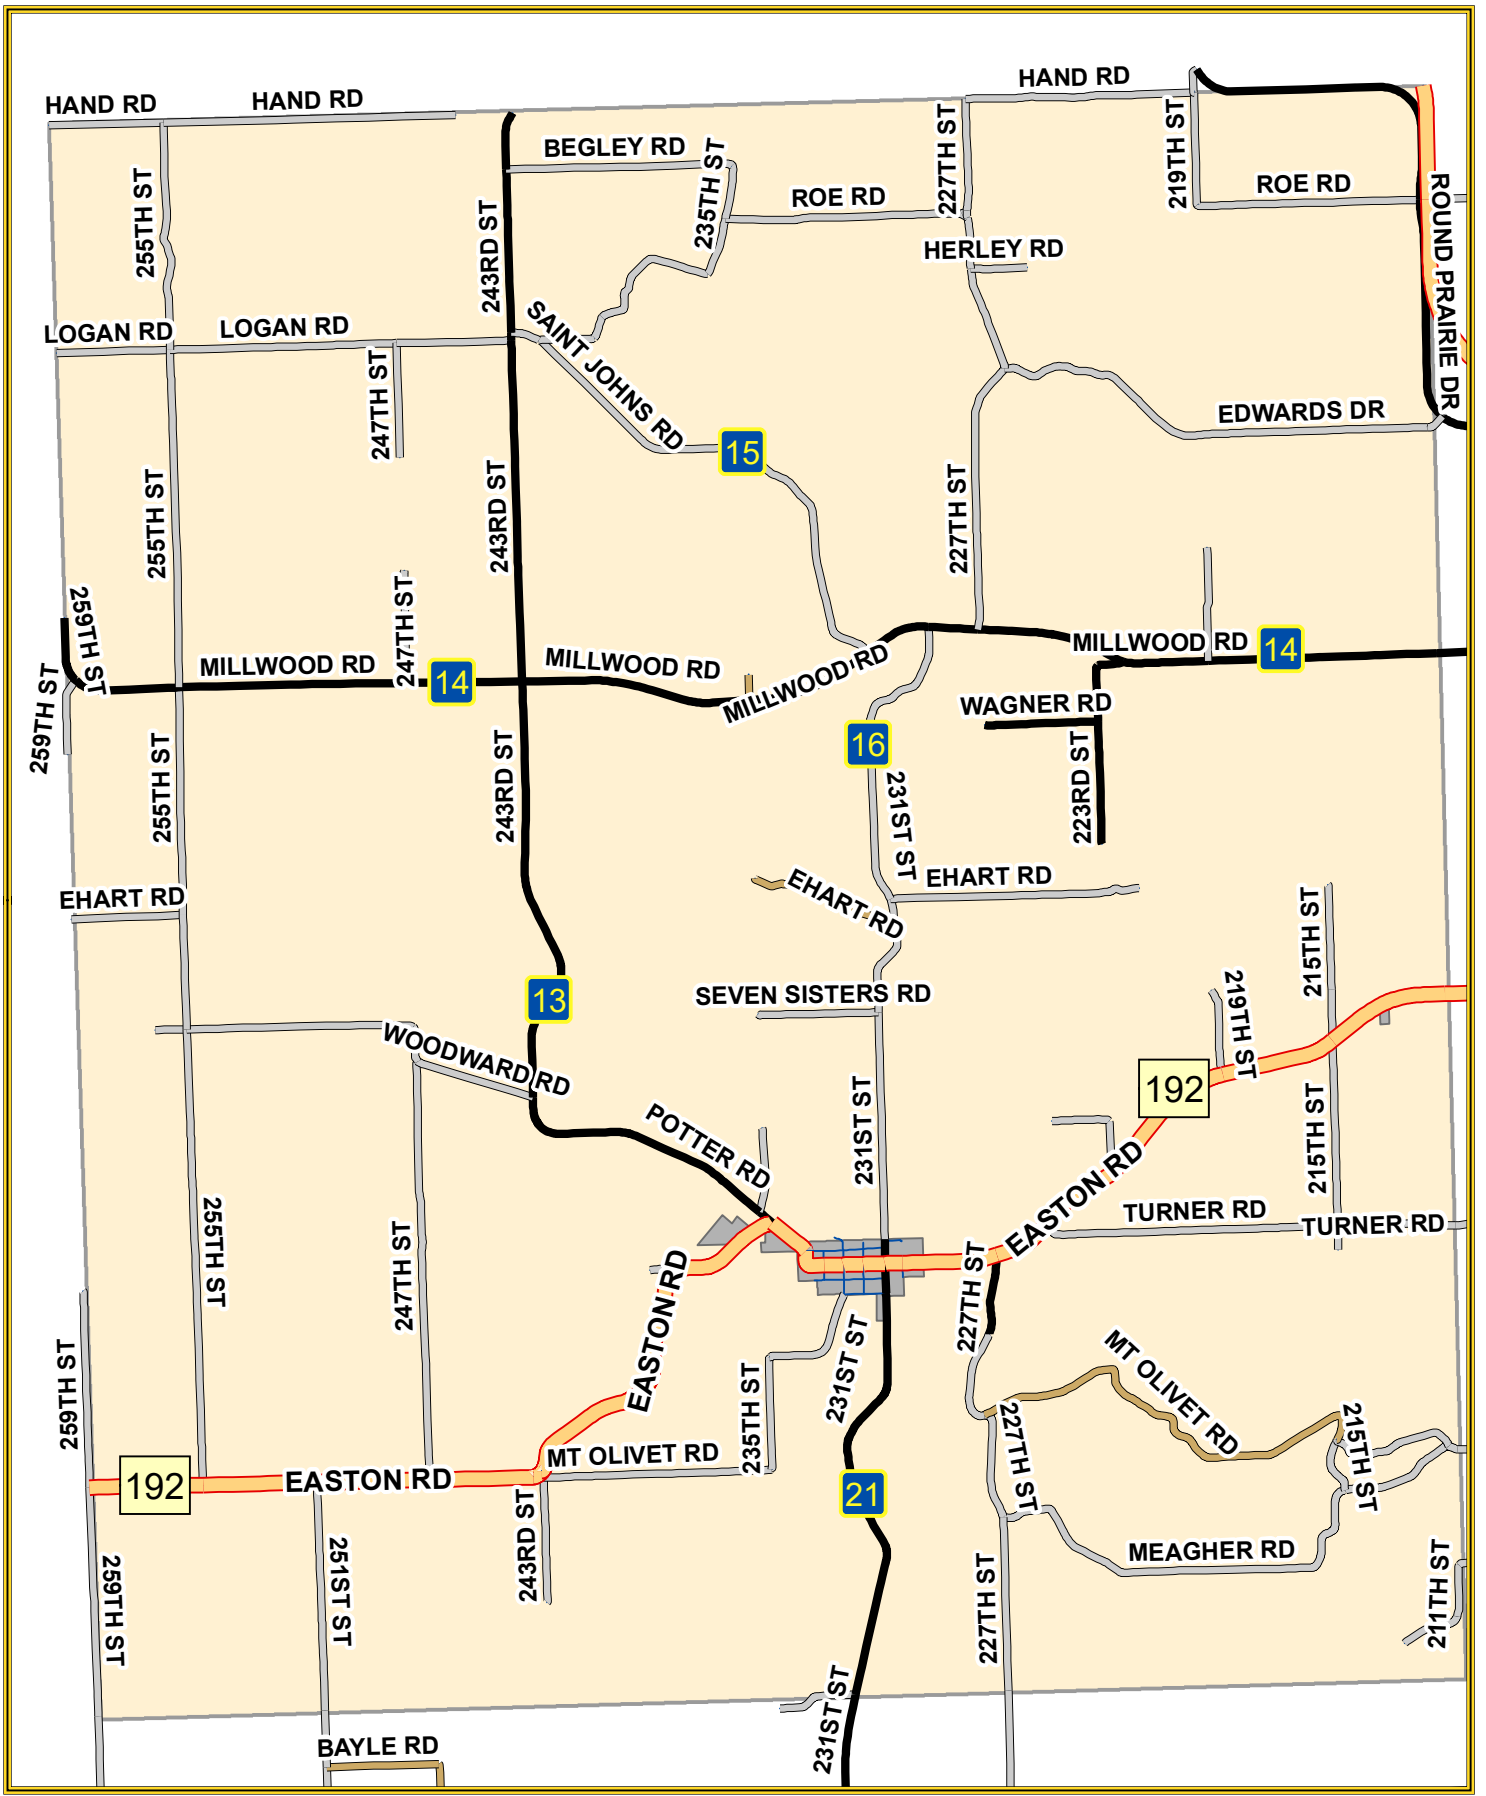 HAND RD
HAND RD
HAND RD
219TH ST
227TH ST
BEGLEY RD
235TH ST
255TH ST
243RD ST
ROE RD
ROE RD
ROUND PRAIRIE DR
HERLEY RD
LOGAN RD
LOGAN RD
SAINT JOHNS RD
247TH ST
EDWARDS DR
15
255TH ST
243RD ST
227TH ST
259TH ST
247TH ST
MILLWOOD RD
14
MILLWOOD RD
MILLWOOD RD
MILLWOOD RD
14
259TH ST
WAGNER RD
16
255TH ST
243RD ST
231ST ST
223RD ST
EHART RD
EHART RD
EHART RD
215TH ST
13
SEVEN SISTERS RD
219TH ST
WOODWARD RD
192
POTTER RD
231ST ST
215TH ST
EASTON RD
TURNER RD
TURNER RD
255TH ST
247TH ST
EASTON RD
227TH ST
259TH ST
231ST ST
235TH ST
MT OLIVET RD
MT OLIVET RD
227TH ST
215TH ST
192
EASTON RD
21
243RD ST
251ST ST
259TH ST
MEAGHER RD
227TH ST
211TH ST
231ST ST
BAYLE RD